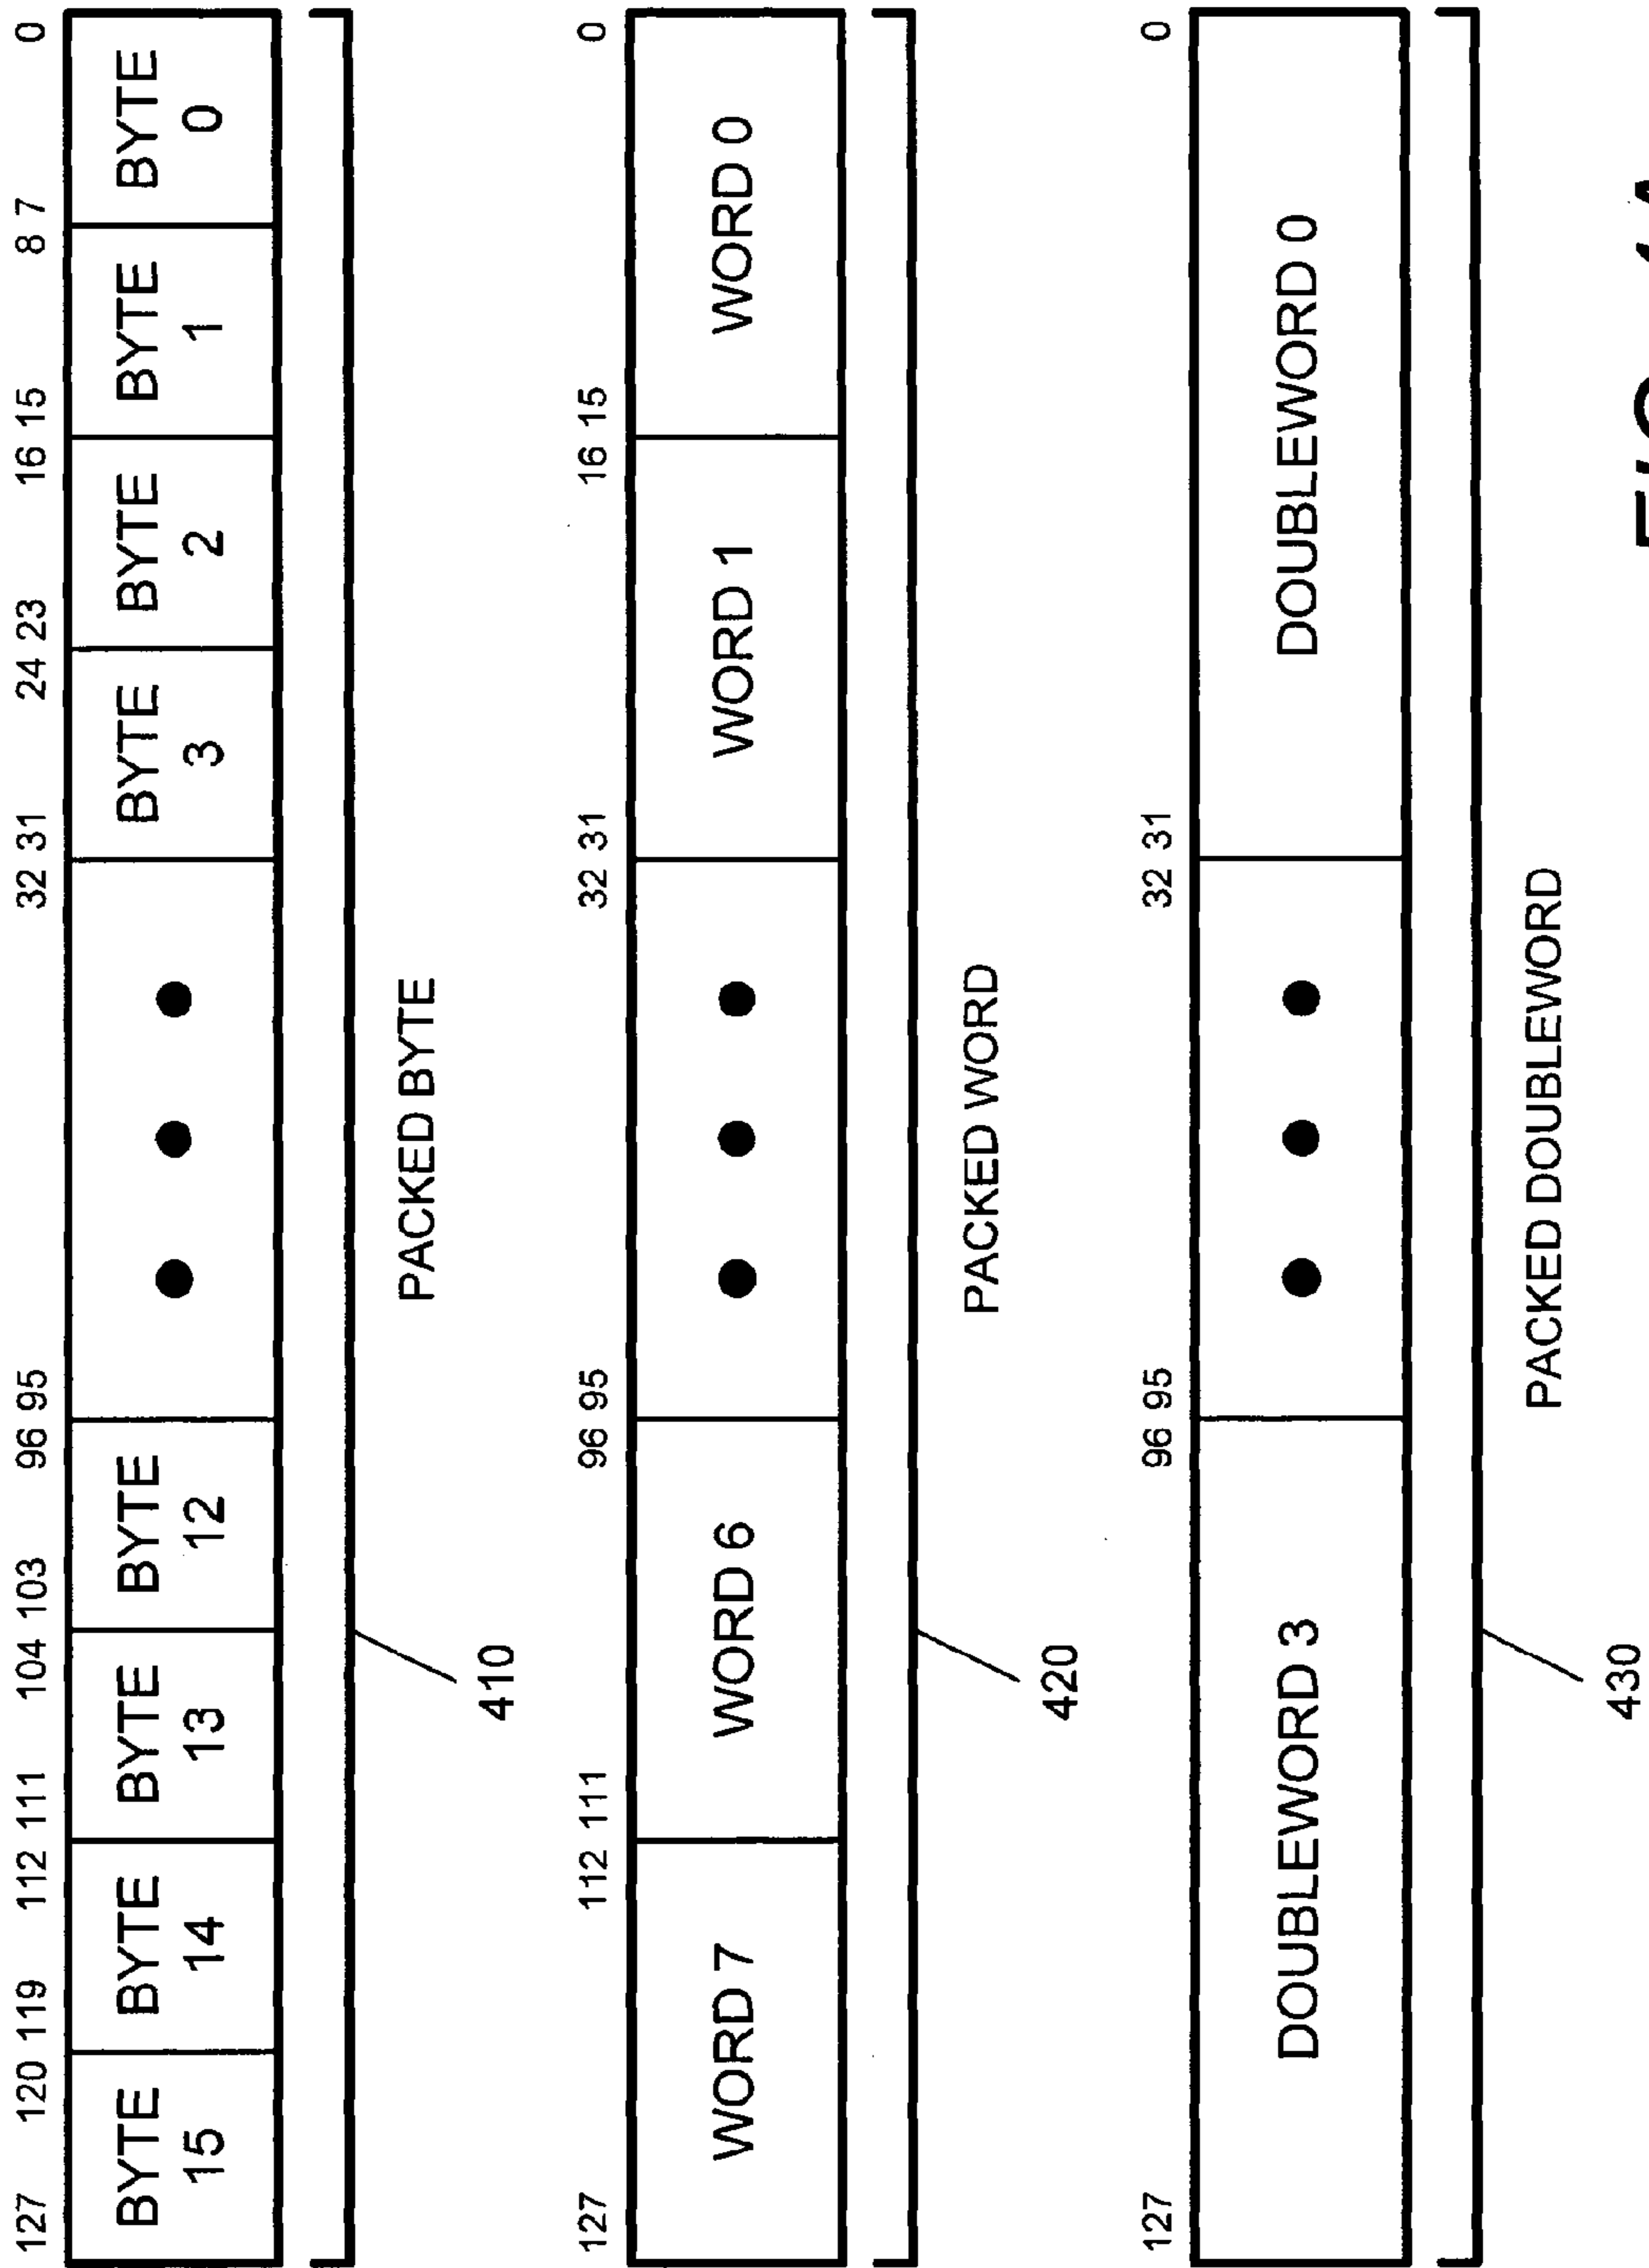 127 120 119 112 111 104 103 96 95 32 31 24 23 16 15 8 7 0
BYTE BYTE BYTE BYTE BYTE BYTE BYTE BYTE
15 14 13 12 3 2 1 0
PACKED BYTE
410
127 112 111 96 95 32 31 16 15 0
WORD 7 WORD 6 WORD 1 WORD 0
PACKED WORD
420
127 96 95 32 31 0
DOUBLEWORD 3 DOUBLEWORD 0
PACKED DOUBLEWORD
430